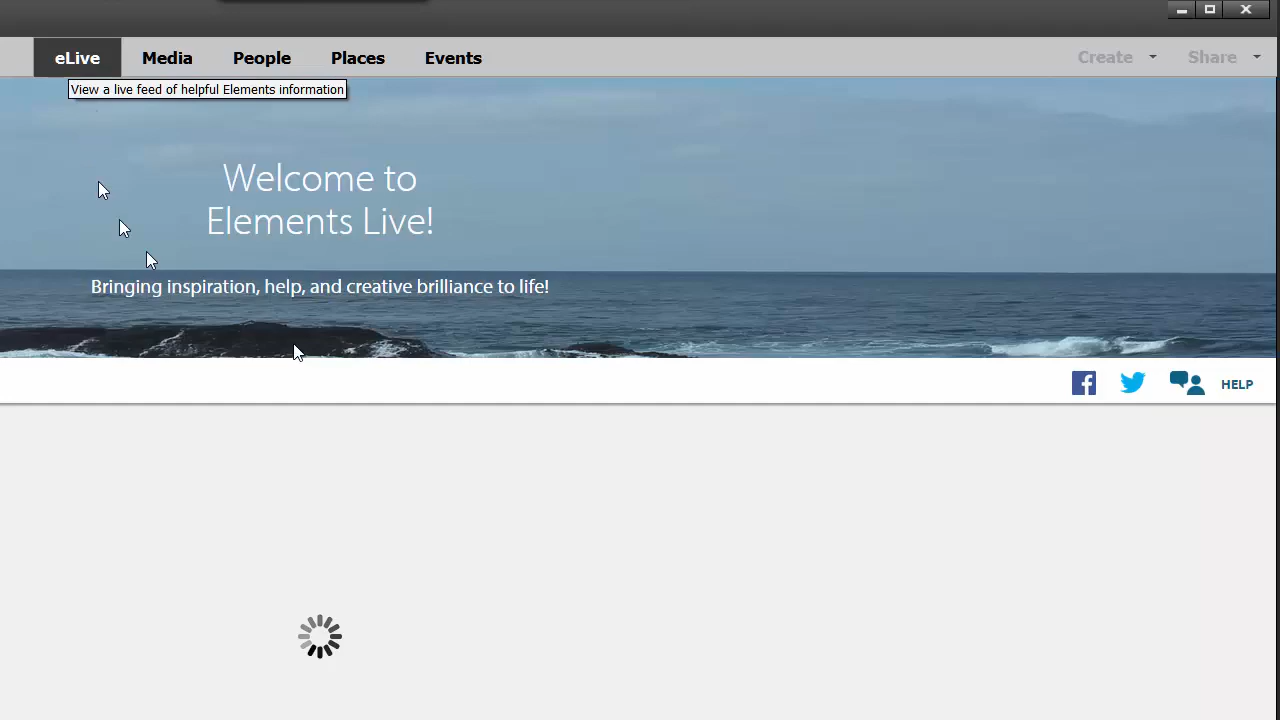 eLive Media People Places Events Create Share
View a live feed of helpful Elements information
Welcome to
Elements Live!
Bringing inspiration, help, and creative brilliance to life!
HELP